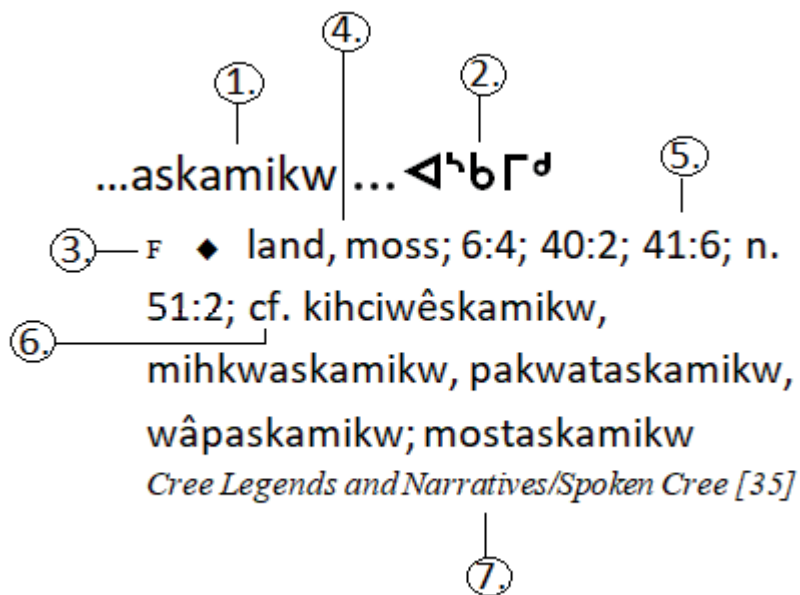 4.
1.
2.
5.
...askamikw ... ᐊᔅᑲᒥᒄ
3. F ◆ land, moss; 6:4; 40:2; 41:6; n.
51:2; cf. kihciwêskamikw,
6.
mihkwaskamikw, pakwataskamikw,
wâpaskamikw; mostaskamikw
Cree Legends and Narratives/Spoken Cree [35]
7.